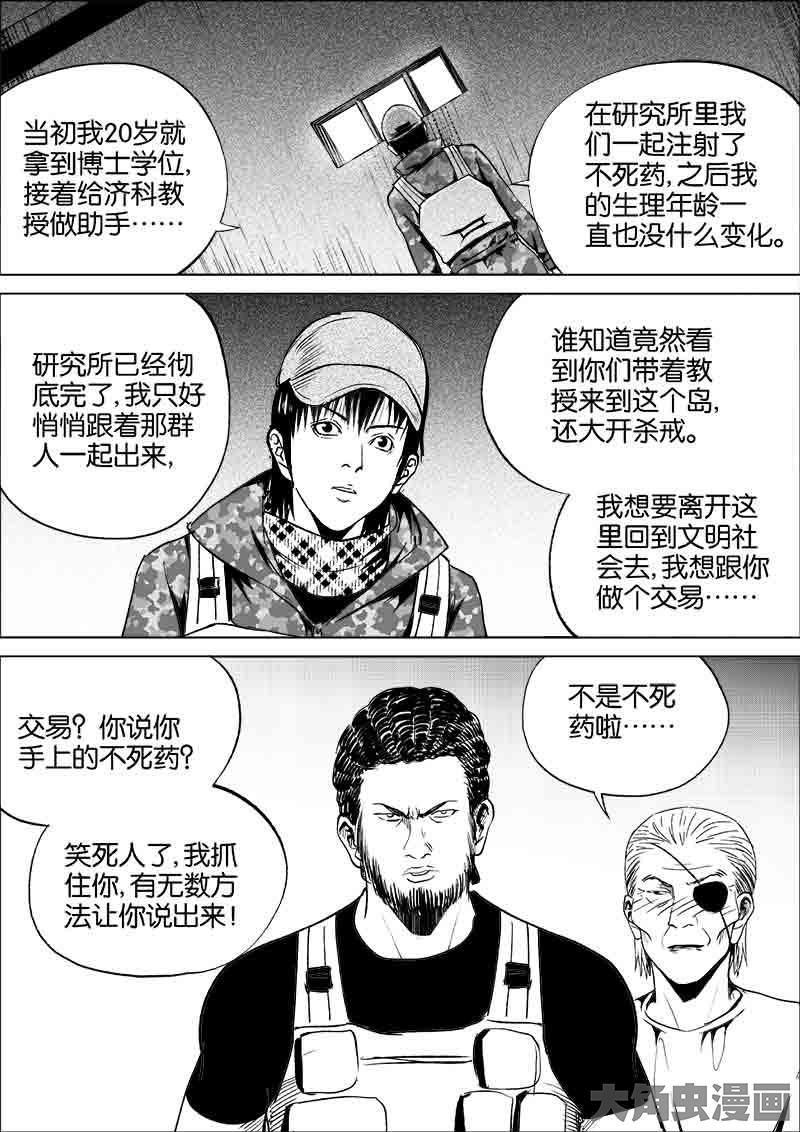 当初我20岁就
拿到博士学位,
接着给济科教
授做助手……
在研究所里我
们一起注射了
不死药,之后我
的生理年龄一
直也没什么变化。
研究所已经彻
底完了,我只好
悄悄跟着那群
人一起出来,
谁知道竟然看
到你们带着教
授来到这个岛,
还大开杀戒。
我想要离开这
里回到文明社
会去,我想跟你
做个交易……
交易？你说你
手上的不死药？
笑死人了,我抓
住你,有无数方
法让你说出来！
不是不死
药啦……
大角虫漫画